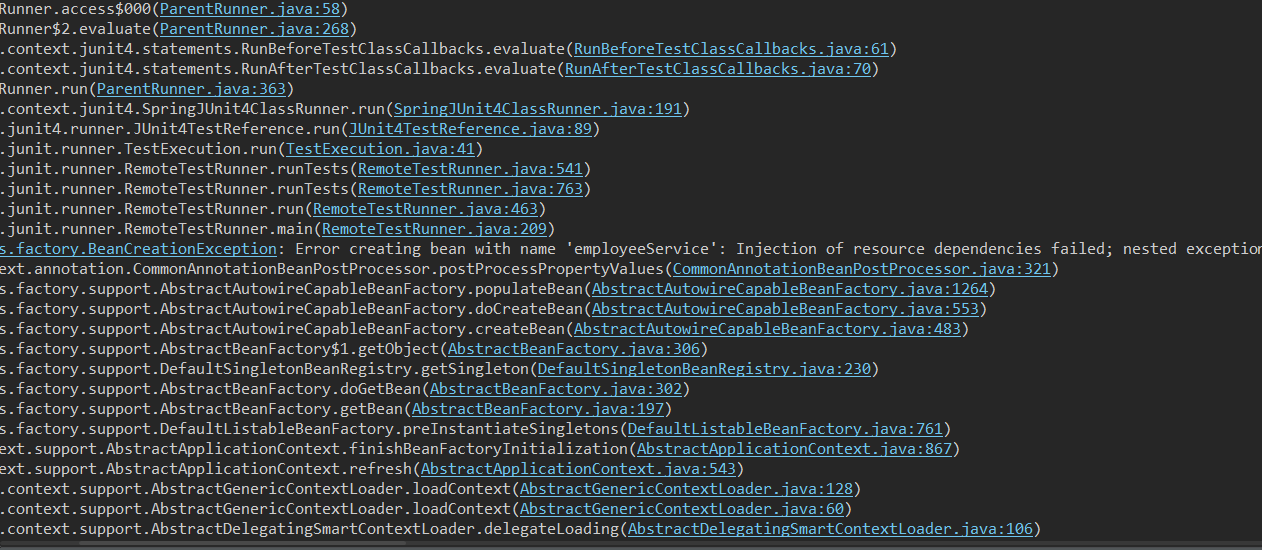 Runner.access$000(ParentRunner.java:58)
Runner$2.evaluate(ParentRunner.java:268)
.context.junit4.statements.RunBeforeTestClassCallbacks.evaluate(RunBeforeTestClassCallbacks.java:61)
.context.junit4.statements.RunAfterTestClassCallbacks.evaluate(RunAfterTestClassCallbacks.java:70)
Runner.run(ParentRunner.java:363)
.context.junit4.SpringJUnit4ClassRunner.run(SpringJUnit4ClassRunner.java:191)
.junit4.runner.JUnit4TestReference.run(JUnit4TestReference.java:89)
.junit.runner.TestExecution.run(TestExecution.java:41)
.junit.runner.RemoteTestRunner.runTests(RemoteTestRunner.java:541)
.junit.runner.RemoteTestRunner.runTests(RemoteTestRunner.java:763)
.junit.runner.RemoteTestRunner.run(RemoteTestRunner.java:463)
.junit.runner.RemoteTestRunner.main(RemoteTestRunner.java:209)
s.factory.BeanCreationException: Error creating bean with name 'employeeService': Injection of resource dependencies failed; nested exception
ext.annotation.CommonAnnotationBeanPostProcessor.postProcessPropertyValues(CommonAnnotationBeanPostProcessor.java:321)
s.factory.support.AbstractAutowireCapableBeanFactory.populateBean(AbstractAutowireCapableBeanFactory.java:1264)
s.factory.support.AbstractAutowireCapableBeanFactory.doCreateBean(AbstractAutowireCapableBeanFactory.java:553)
s.factory.support.AbstractAutowireCapableBeanFactory.createBean(AbstractAutowireCapableBeanFactory.java:483)
s.factory.support.AbstractBeanFactory$1.getObject(AbstractBeanFactory.java:306)
s.factory.support.DefaultSingletonBeanRegistry.getSingleton(DefaultSingletonBeanRegistry.java:230)
s.factory.support.AbstractBeanFactory.doGetBean(AbstractBeanFactory.java:302)
s.factory.support.AbstractBeanFactory.getBean(AbstractBeanFactory.java:197)
s.factory.support.DefaultListableBeanFactory.preInstantiateSingletons(DefaultListableBeanFactory.java:761)
ext.support.AbstractApplicationContext.finishBeanFactoryInitialization(AbstractApplicationContext.java:867)
ext.support.AbstractApplicationContext.refresh(AbstractApplicationContext.java:543)
.context.support.AbstractGenericContextLoader.loadContext(AbstractGenericContextLoader.java:128)
.context.support.AbstractGenericContextLoader.loadContext(AbstractGenericContextLoader.java:60)
.context.support.AbstractDelegatingSmartContextLoader.delegateLoading(AbstractDelegatingSmartContextLoader.java:106)